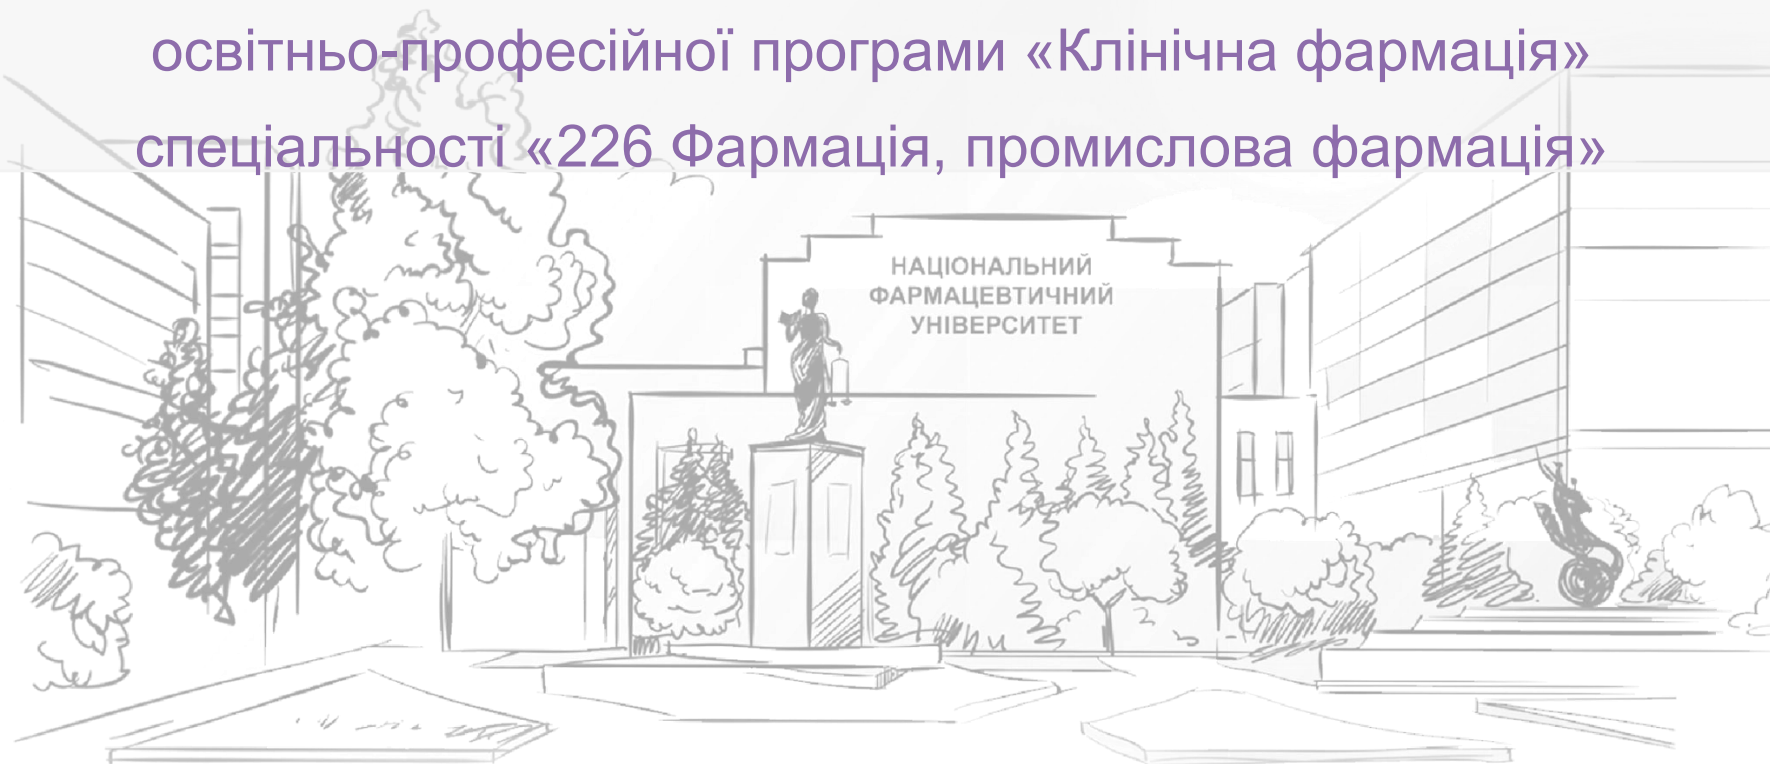 освітньо-професійної програми «Клінічна фармація»
спеціальності «226 Фармація, промислова фармація»
НАЦІОНАЛЬНИЙ
ФАРМАЦЕВТИЧНИЙ
УНІВЕРСИТЕТ